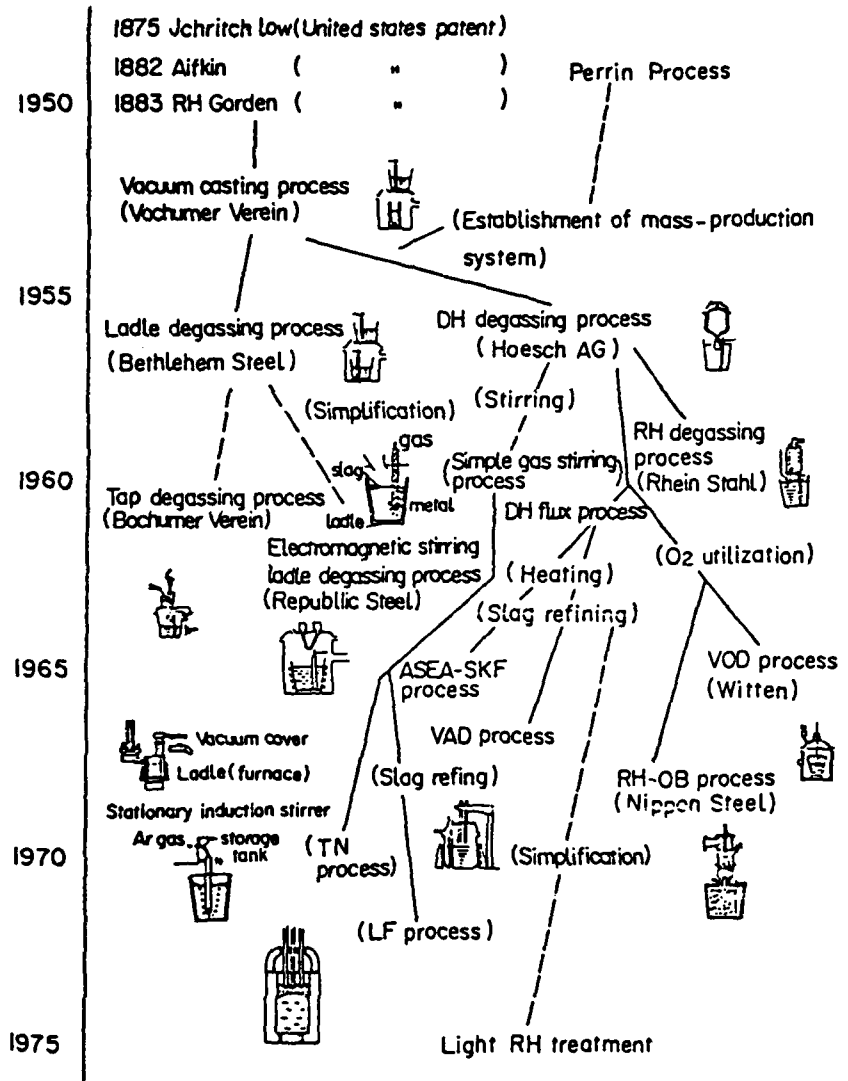 1875 Jchritch low (United states patent)
1882 Aifkin ( " )
Perrin Process
1950
1883 RH Gorden ( " )
Vacuum casting process
(Vochumer Verein)
(Establishment of mass-production
system)
1955
Ladle degassing process
(Bethlehem Steel)
DH degassing process
(Hoesch AG)
(Simplification)
(Stirring)
gas
slag
metal
ladle
RH degassing
process
(Rhein Stahl)
1960
Simple gas stirring
process
Tap degassing process
(Bochumer Verein)
DH flux process
Electromagnetic stirring
ladle degassing process
(Republlic Steel)
(Heating)
(O2 utilization)
(Slag refining)
1965
ASEA-SKF
process
VOD process
(Witten)
VAD process
Vacuum cover
Ladle (furnace)
(Slag refing)
RH-OB process
(Nippon Steel)
Stationary induction stirrer
Ar gas
storage
tank
1970
(TN
process)
(Simplification)
(LF process)
1975
Light RH treatment